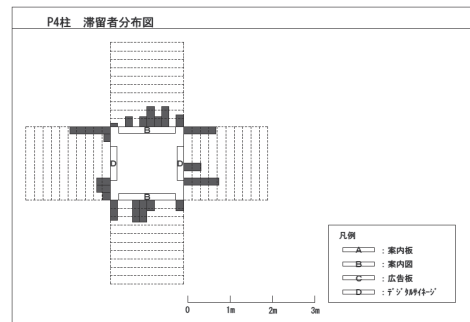 P4柱 滞留者分布図
B
D
D
B
凡例
A : 案内板
B : 案内図
C : 広告板
D : デジタルサイネージ
0 1m 2m 3m